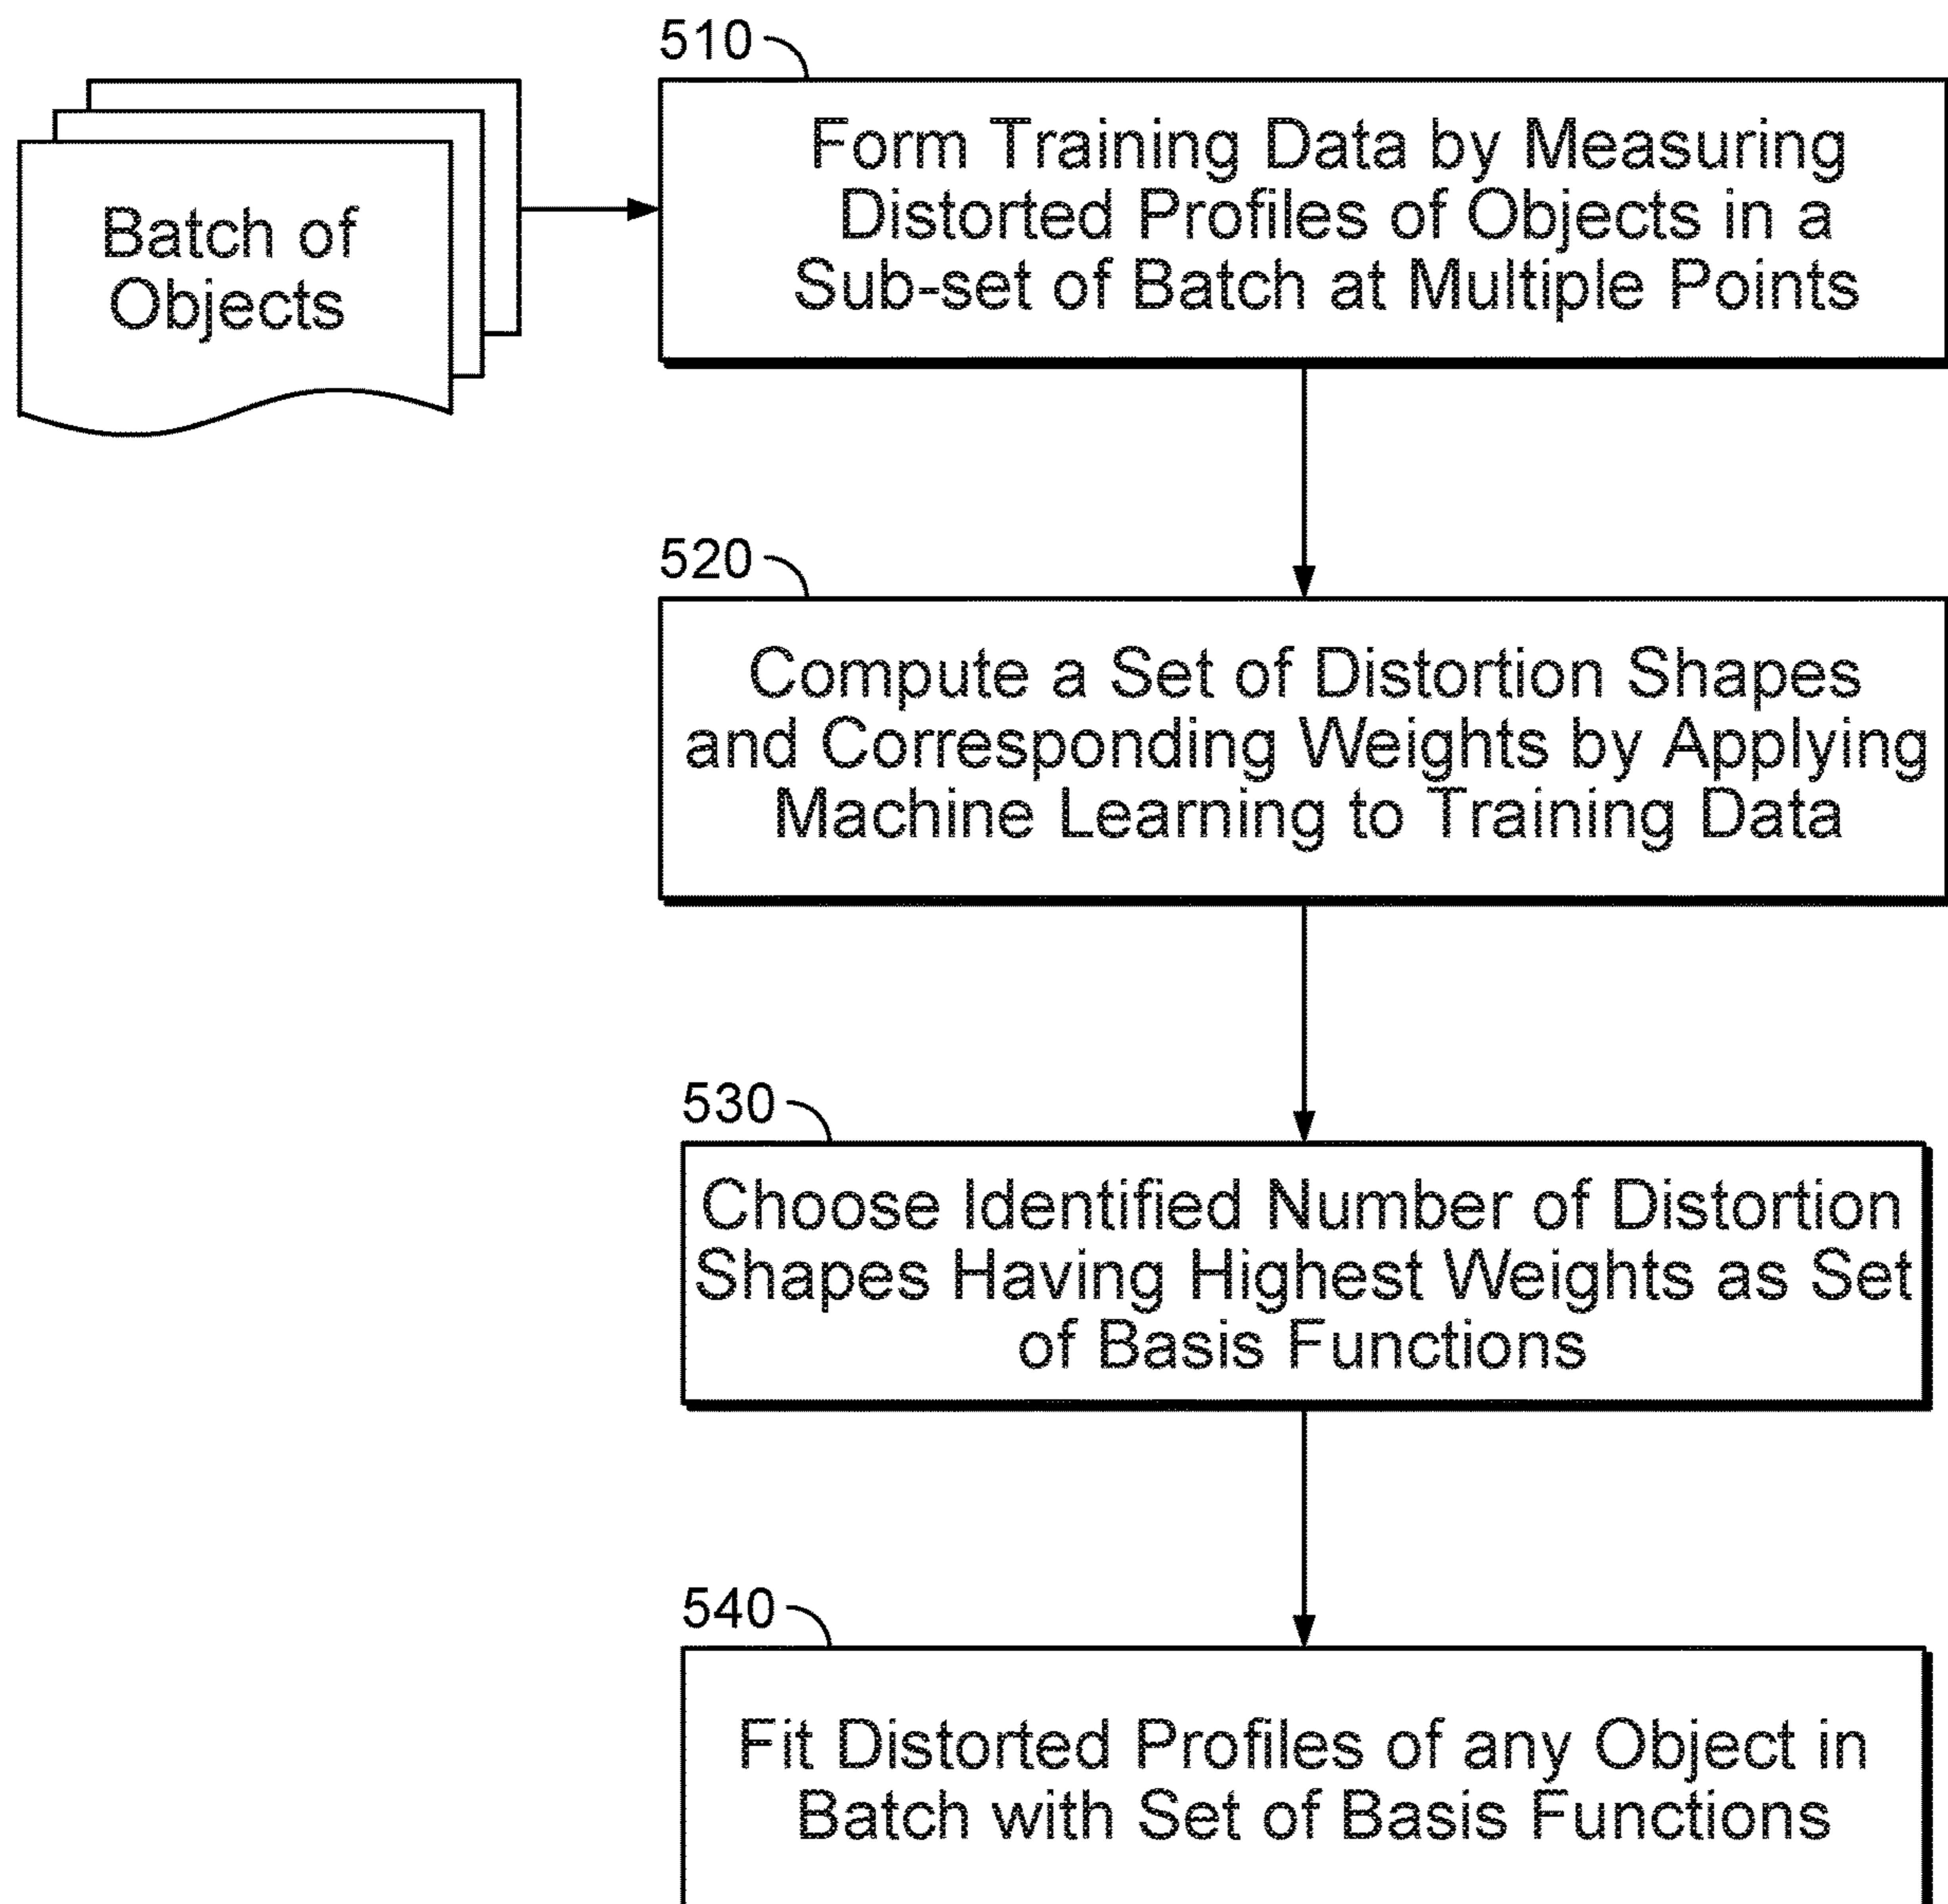 510
Batch of
Objects
Form Training Data by Measuring
Distorted Profiles of Objects in a
Sub-set of Batch at Multiple Points
520
Compute a Set of Distortion Shapes
and Corresponding Weights by Applying
Machine Learning to Training Data
530
Choose Identified Number of Distortion
Shapes Having Highest Weights as Set
of Basis Functions
540
Fit Distorted Profiles of any Object in
Batch with Set of Basis Functions